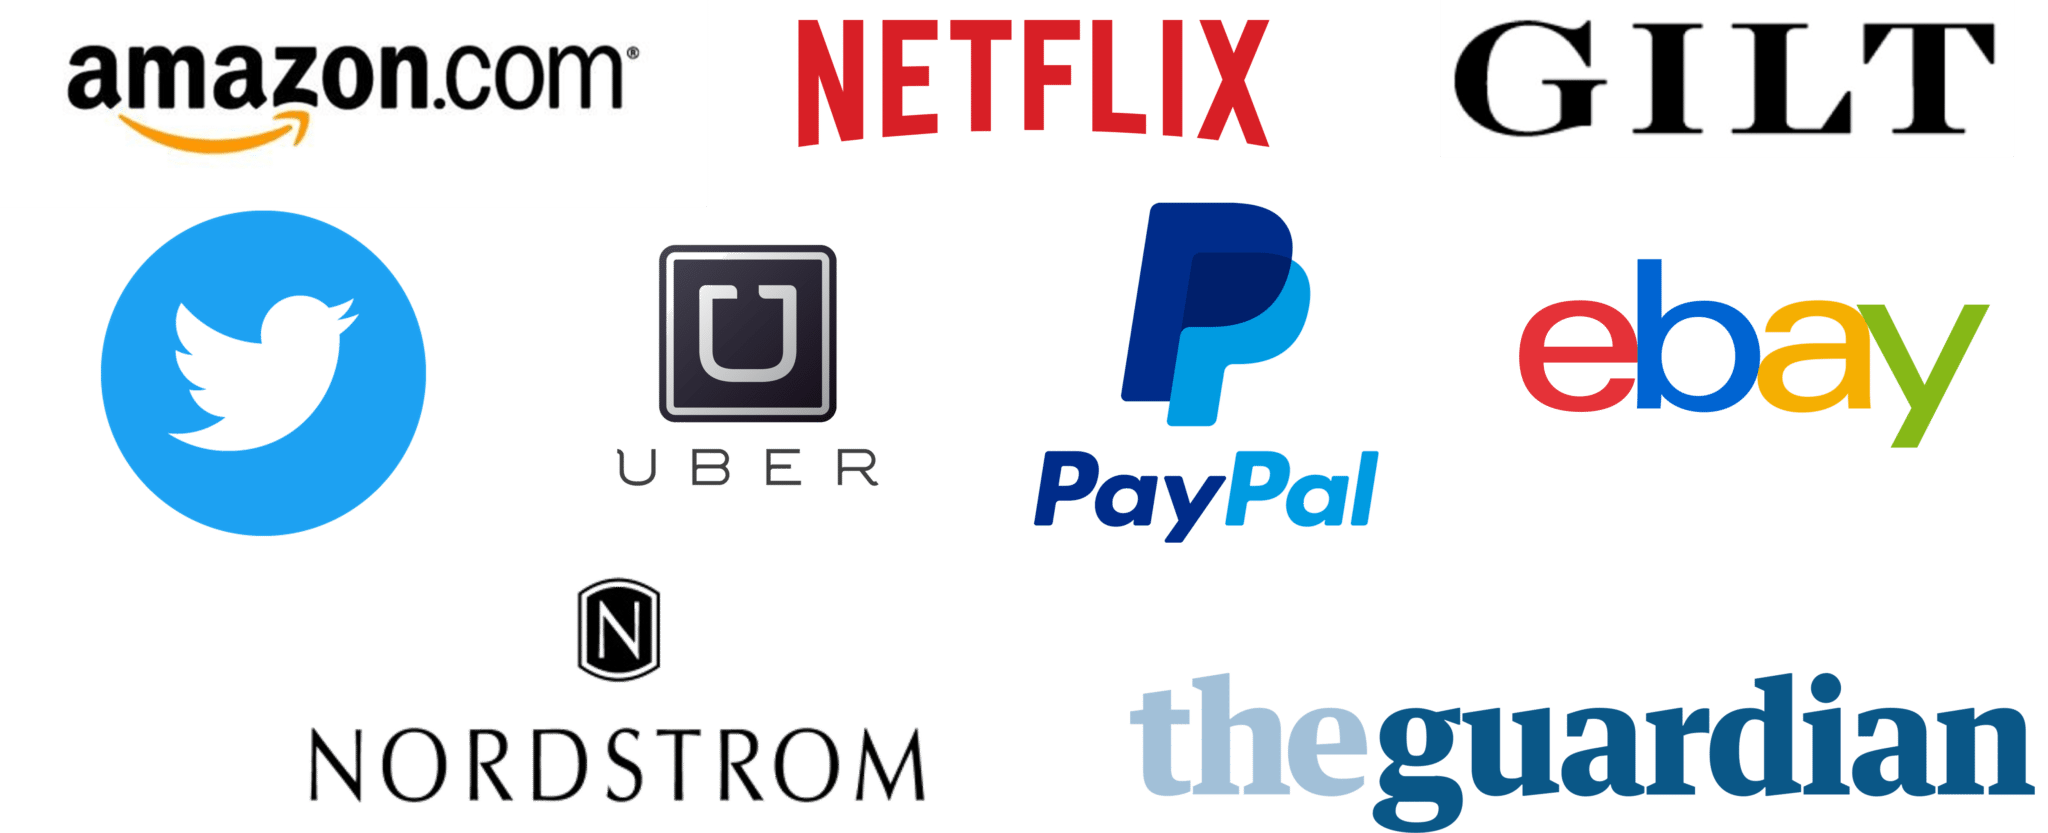 amazon.com®
NETFLIX
GILT
U
UBER
PayPal
ebay
N
NORDSTROM
theguardian